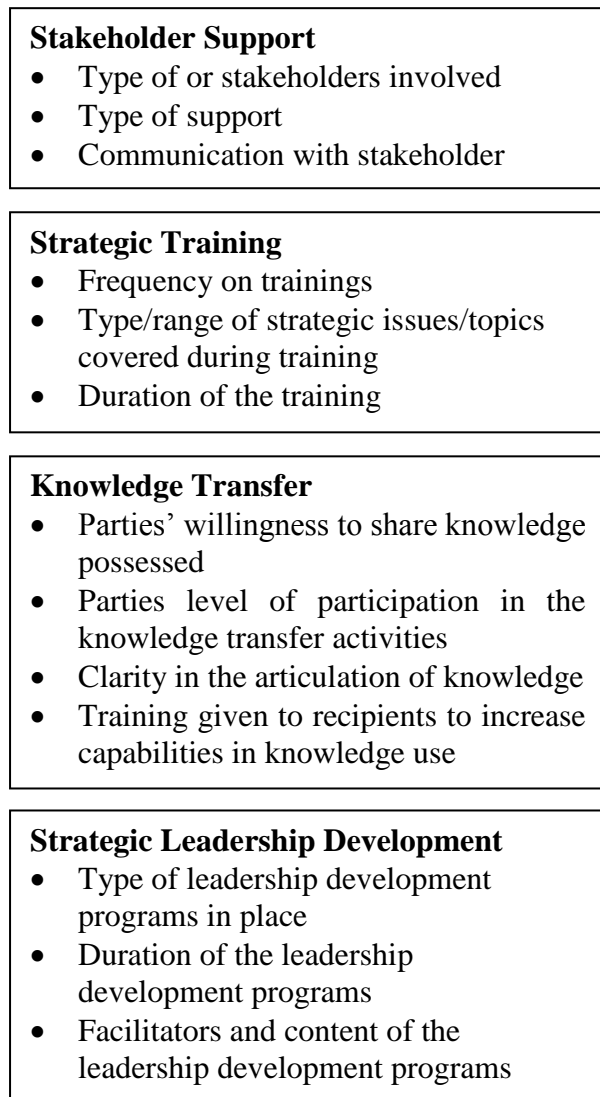 Stakeholder Support
• Type of or stakeholders involved
• Type of support
• Communication with stakeholder
Strategic Training
• Frequency on trainings
• Type/range of strategic issues/topics
covered during training
• Duration of the training
Knowledge Transfer
• Parties’ willingness to share knowledge
possessed
• Parties level of participation in the
knowledge transfer activities
• Clarity in the articulation of knowledge
• Training given to recipients to increase
capabilities in knowledge use
Strategic Leadership Development
• Type of leadership development
programs in place
• Duration of the leadership
development programs
• Facilitators and content of the
leadership development programs